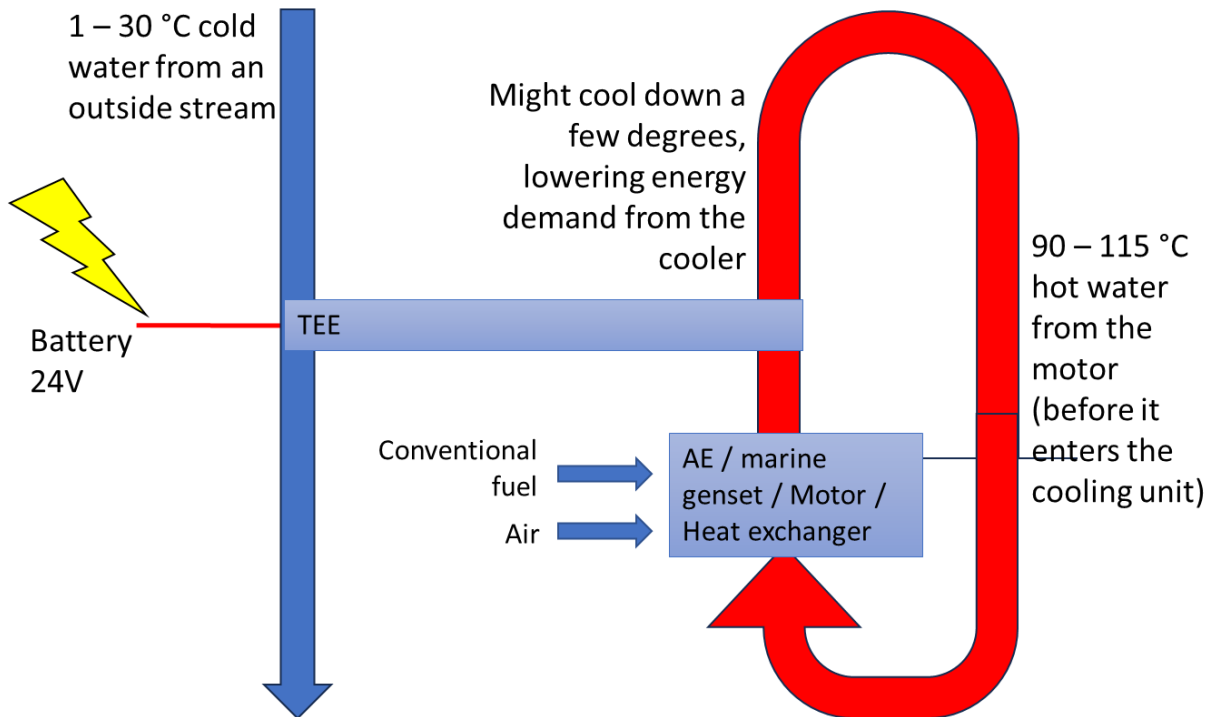 1 – 30 °C cold
water from an
outside stream
Might cool down a
few degrees,
lowering energy
demand from the
cooler
90 – 115 °C
hot water
from the
motor
(before it
enters the
cooling unit)
TEE
Battery
24V
Conventional
fuel
Air
AE / marine
genset / Motor /
Heat exchanger